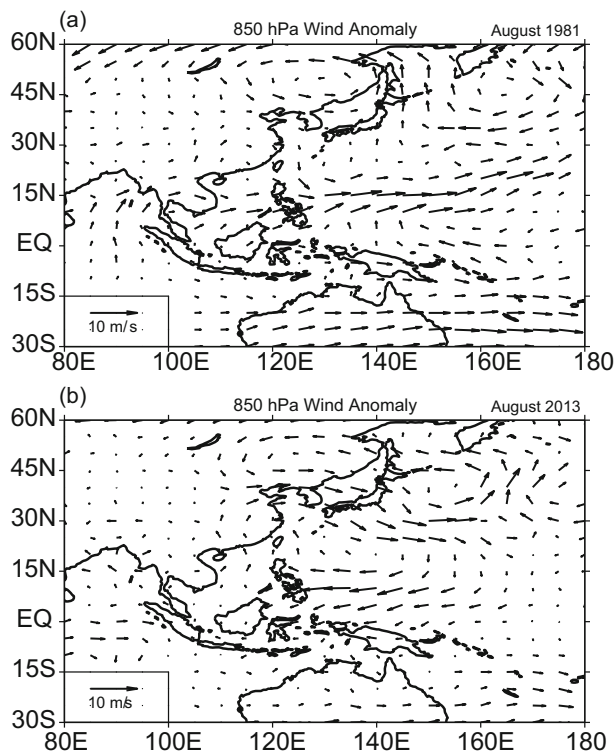 (a)
850 hPa Wind Anomaly August 1981
60N
45N
30N
15N
EQ
15S
30S
10 m/s
80E 100E 120E 140E 160E 180
(b)
850 hPa Wind Anomaly August 2013
60N
45N
30N
15N
EQ
15S
30S
10 m/s
80E 100E 120E 140E 160E 180